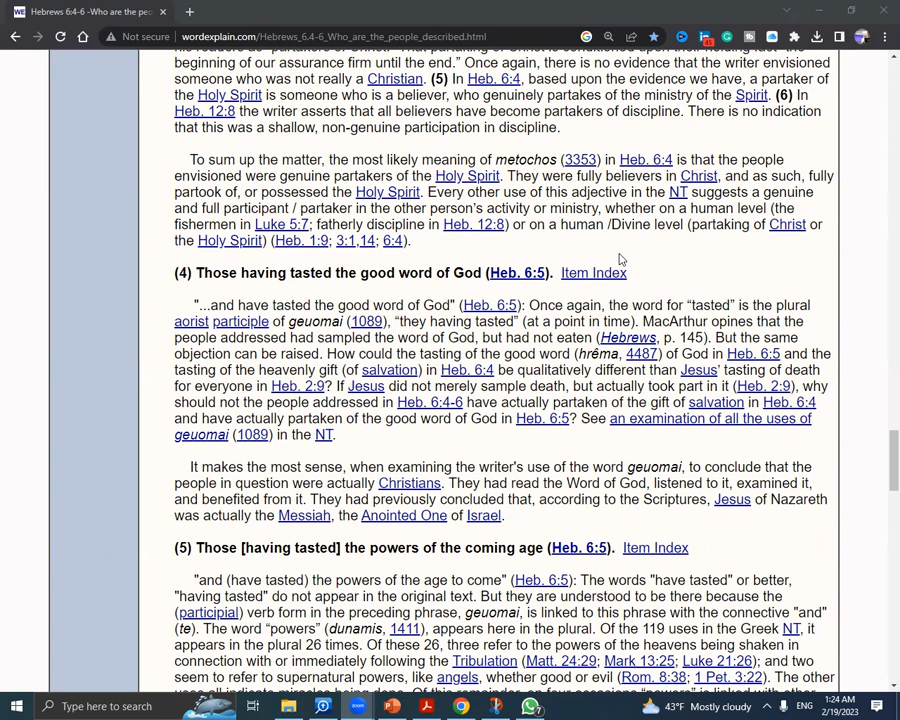 Hebrews 6:4-6 -Who are the peo
Not secure
wordexplain.com/Hebrews_6.4-6_Who_are_the_people_described.html
45
beginning of our assurance firm until the end.” Once again, there is no evidence that the writer envisioned
someone who was not really a Christian. (5) In Heb. 6:4, based upon the evidence we have, a partaker of
the Holy Spirit is someone who is a believer, who genuinely partakes of the ministry of the Spirit. (6) In
Heb. 12:8 the writer asserts that all believers have become partakers of discipline. There is no indication
that this was a shallow, non-genuine participation in discipline.
To sum up the matter, the most likely meaning of metochos (3353) in Heb. 6:4 is that the people
envisioned were genuine partakers of the Holy Spirit. They were fully believers in Christ, and as such, fully
partook of, or possessed the Holy Spirit. Every other use of this adjective in the NT suggests a genuine
and full participant / partaker in the other person's activity or ministry, whether on a human level (the
fishermen in Luke 5:7; fatherly discipline in Heb. 12:8) or on a human /Divine level (partaking of Christ or
the Holy Spirit) (Heb. 1:9; 3:1,14; 6:4).
(4) Those having tasted the good word of God (Heb. 6:5). Item Index
"...and have tasted the good word of God" (Heb. 6:5): Once again, the word for “tasted” is the plural
aorist participle of geuomai (1089), “they having tasted” (at a point in time). MacArthur opines that the
people addressed had sampled the word of God, but had not eaten (Hebrews, p. 145). But the same
objection can be raised. How could the tasting of the good word (hrêma, 4487) of God in Heb. 6:5 and the
tasting of the heavenly gift (of salvation) in Heb. 6:4 be qualitatively different than Jesus' tasting of death
for everyone in Heb. 2:9? If Jesus did not merely sample death, but actually took part in it (Heb. 2:9), why
should not the people addressed in Heb. 6:4-6 have actually partaken of the gift of salvation in Heb. 6:4
and have actually partaken of the good word of God in Heb. 6:5? See an examination of all the uses of
geuomai (1089) in the NT.
It makes the most sense, when examining the writer's use of the word geuomai, to conclude that the
people in question were actually Christians. They had read the Word of God, listened to it, examined it,
and benefited from it. They had previously concluded that, according to the Scriptures, Jesus of Nazareth
was actually the Messiah, the Anointed One of Israel.
(5) Those [having tasted] the powers of the coming age (Heb. 6:5). Item Index
"and (have tasted) the powers of the age to come” (Heb. 6:5): The words "have tasted” or better,
"having tasted” do not appear in the original text. But they are understood to be there because the
(participial) verb form in the preceding phrase, geuomai, is linked to this phrase with the connective "and"
(te). The word “powers” (dunamis, 1411), appears here in the plural. Of the 119 uses in the Greek NT, it
appears in the plural 26 times. Of these 26, three refer to the powers of the heavens being shaken in
connection with or immediately following the Tribulation (Matt. 24:29; Mark 13:25; Luke 21:26); and two
seem to refer to supernatural powers, like angels, whether good or evil (Rom. 8:38; 1 Pet. 3:22). The other
Type here to search
zoom
7
43°F Mostly cloudy
ENG
1:24 AM
2/19/2023